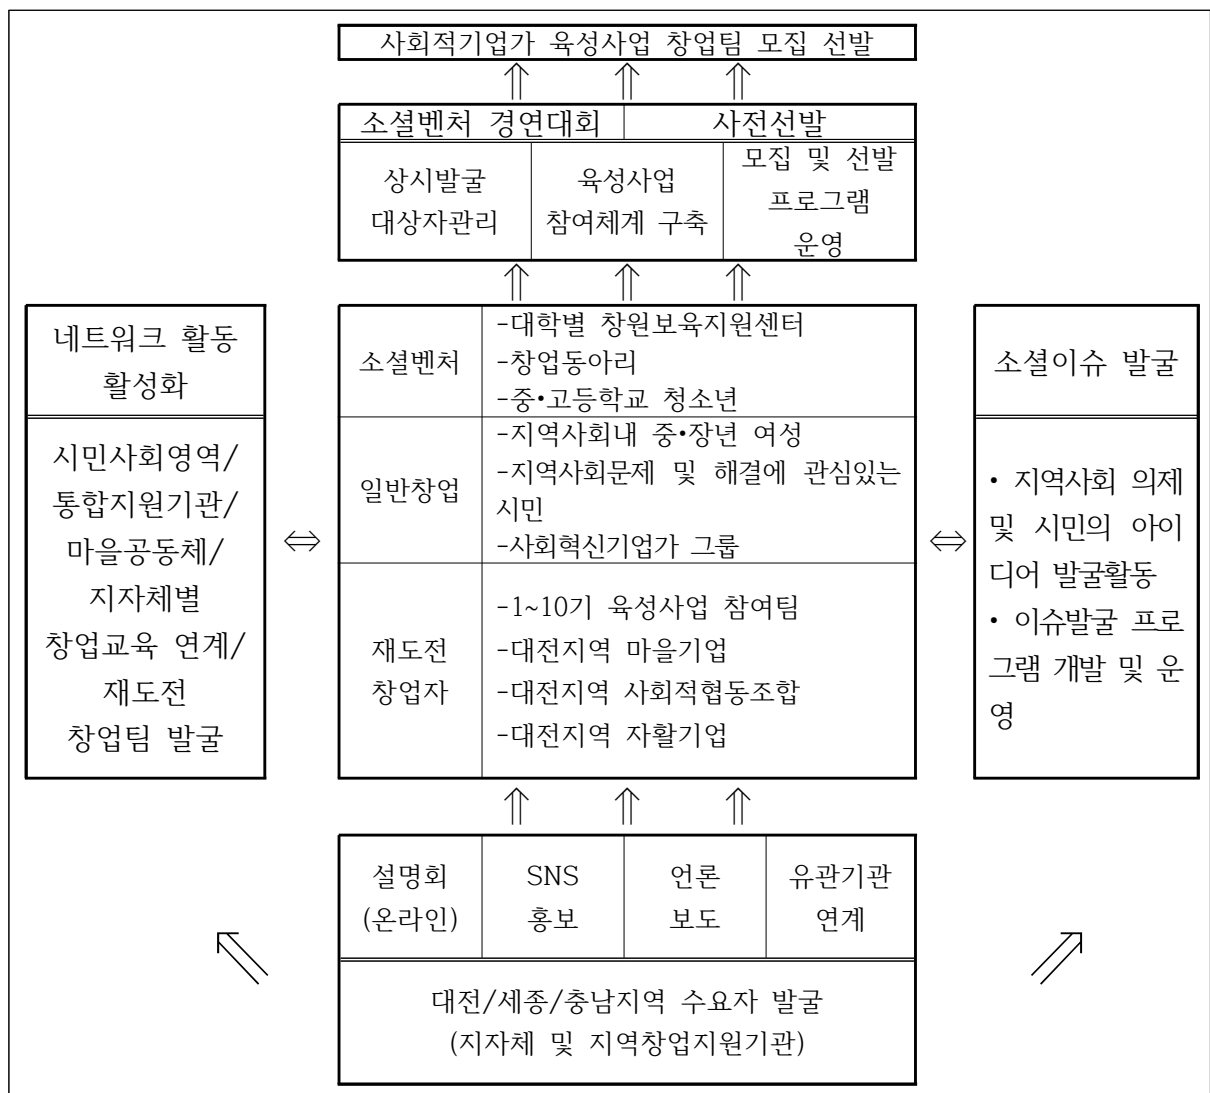 사회적기업가 육성사업 창업팀 모집 선발
⇑ ⇑ ⇑
소셜벤처 경연대회
사전선발
상시발굴
대상자관리
육성사업
참여체계 구축
모집 및 선발
프로그램
운영
⇑ ⇑ ⇑
네트워크 활동
활성화
시민사회영역/
통합지원기관/
마을공동체/
지자체별
창업교육 연계/
재도전
창업팀 발굴
⇔
소셜벤처
-대학별 창원보육지원센터
-창업동아리
-중•고등학교 청소년
일반창업
-지역사회내 중•장년 여성
-지역사회문제 및 해결에 관심있는
시민
-사회혁신기업가 그룹
재도전
창업자
-1~10기 육성사업 참여팀
-대전지역 마을기업
-대전지역 사회적협동조합
-대전지역 자활기업
⇔
소셜이슈 발굴
• 지역사회 의제
및 시민의 아이
디어 발굴활동
• 이슈발굴 프로
그램 개발 및 운
영
⇑ ⇑ ⇑
설명회
(온라인)
SNS
홍보
언론
보도
유관기관
연계
대전/세종/충남지역 수요자 발굴
(지자체 및 지역창업지원기관)